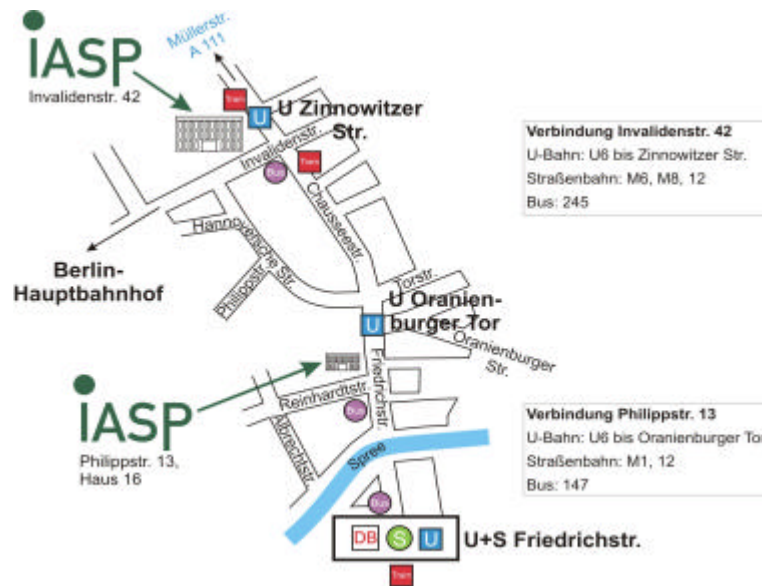 iASP
Invalidenstr. 42
Müllerstr.
A 111
Tram
U
U Zinnowitzer
Str.
Invalidenstr.
Tram
Bus
Chausseestr.
Verbindung Invalidenstr. 42
U-Bahn: U6 bis Zinnowitzer Str.
Straßenbahn: M6, M8, 12
Bus: 245
Hannoversche Str.
Philippstr.
Berlin-
Hauptbahnhof
Torstr.
U Oranien-
burger Tor
U
Oranienburger
Str.
Friedrichstr.
iASP
Philippstr. 13,
Haus 16
Reinhardtstr.
Bus
Albrechtstr.
Spree
Verbindung Philippstr. 13
U-Bahn: U6 bis Oranienburger Tor
Straßenbahn: M1, 12
Bus: 147
Bus
DB
S
U
U+S Friedrichstr.
Tram